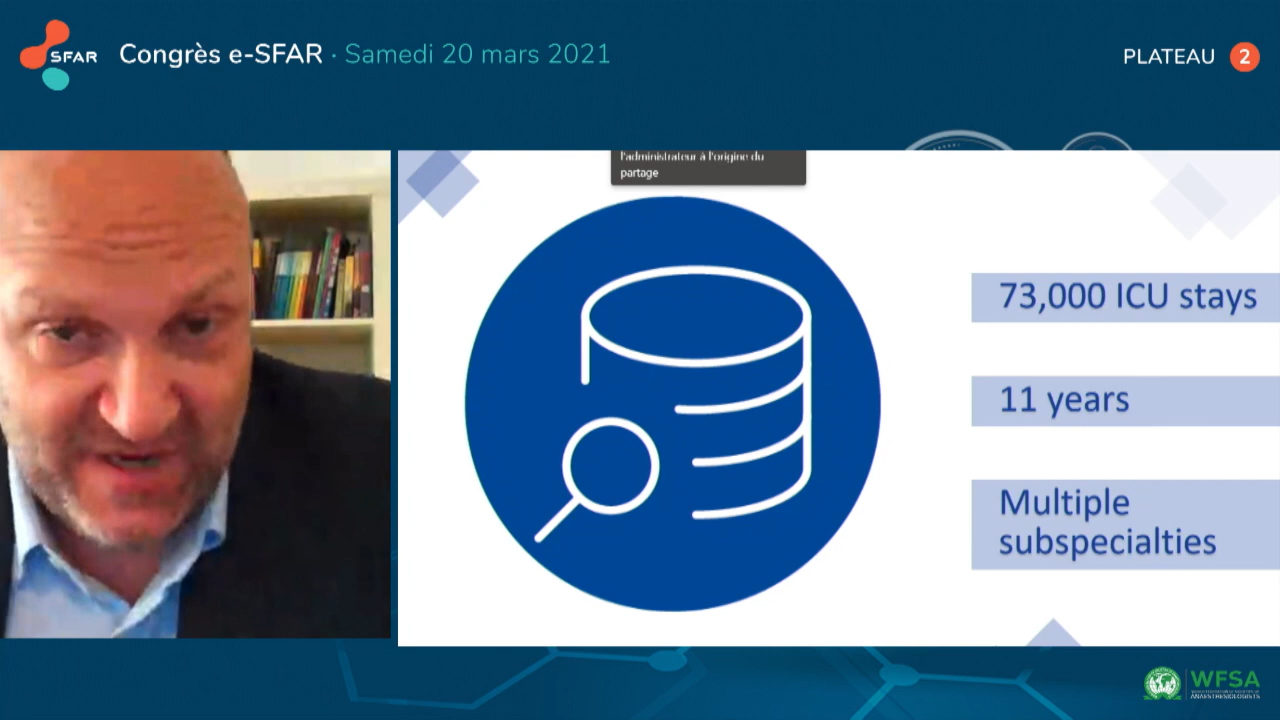 SFAR
Congrès e-SFAR · Samedi 20 mars 2021
PLATEAU 2
l'administrateur à l'origine du
partage
73,000 ICU stays
11 years
Multiple
subspecialties
WFSA
ANAESTHESIOLOGISTS